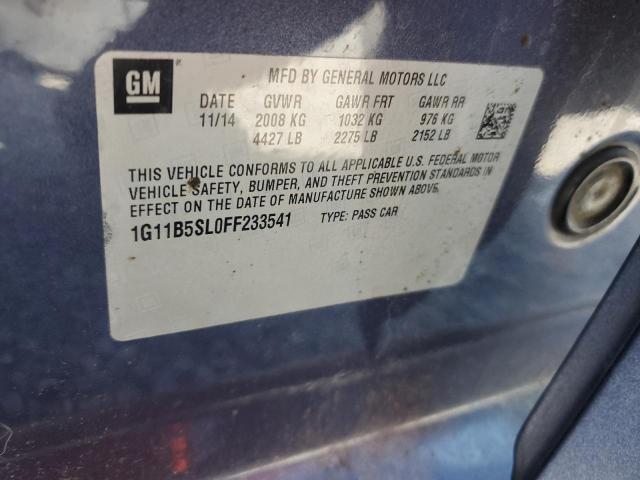 GM
MFD BY GENERAL MOTORS LLC
DATE GVWR GAWR FRT GAWR RR
11/14 2008 KG 1032 KG 976 KG
4427 LB 2275 LB 2152 LB
THIS VEHICLE CONFORMS TO ALL APPLICABLE U.S. FEDERAL MOTOR
VEHICLE SAFETY, BUMPER, AND THEFT PREVENTION STANDARDS IN
EFFECT ON THE DATE OF MANUFACTURE SHOWN ABOVE.
1G11B5SL0FF233541 TYPE: PASS CAR